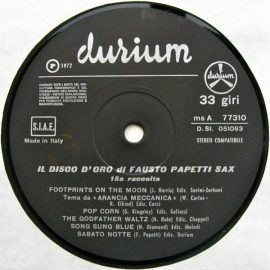 durium
P 1972
durium
33 giri
ms A 77310
D. St. 051083
S.I.A.E.
Made in Italy
STEREO COMPATIBILE
IL DISCO D'ORO di FAUSTO PAPETTI SAX
15a raccolta
FOOTPRINTS ON THE MOON (J. Harris) Ediz. Suvini-Zerboni
Tema da «ARANCIA MECCANICA» (W. Carlos-
R. Elkind) Ediz. Curci
POP CORN (G. Kingsley) Ediz. Gallazzi
THE GODFATHER WALTZ (N. Rota) Ediz. Chappell
SONG SUNG BLUE (N. Diamond) Ediz. Melodi
SABATO NOTTE (F. Papetti) Ediz. Durium